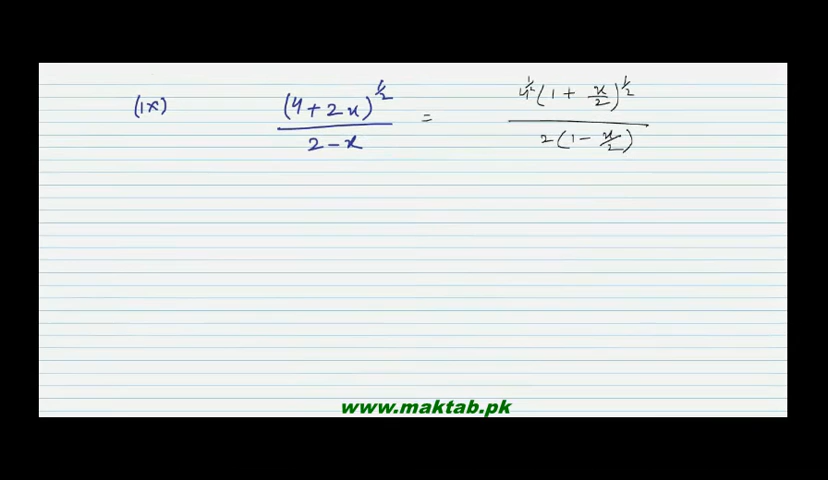 (ix) (4+2x)^{1/2} / 2-x = 4^{1/2}(1+x/2)^{1/2} / 2(1-x/2)
www.maktab.pk